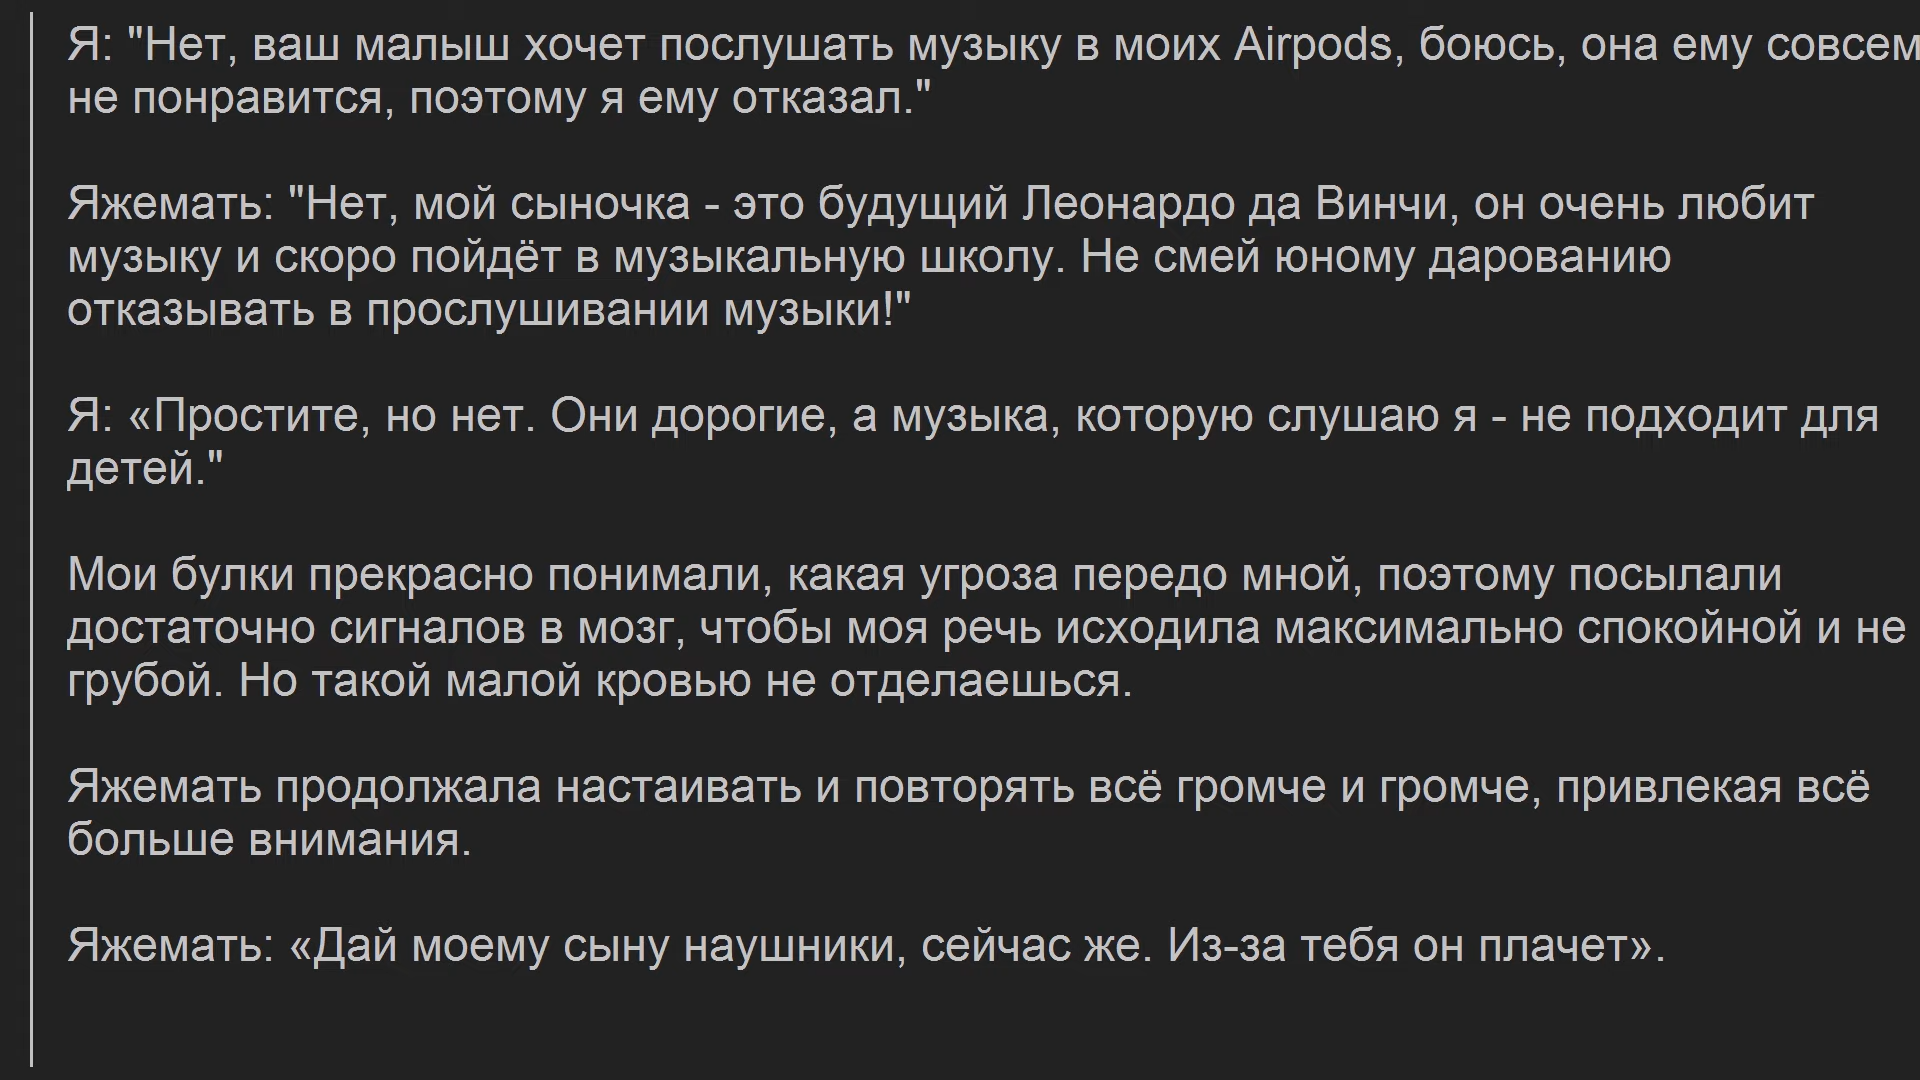 Я: "Нет, ваш малыш хочет послушать музыку в моих Airpods, боюсь, она ему совсем
не понравится, поэтому я ему отказал."
Яжемать: "Нет, мой сыночка - это будущий Леонардо да Винчи, он очень любит
музыку и скоро пойдёт в музыкальную школу. Не смей юному дарованию
отказывать в прослушивании музыки!"
Я: «Простите, но нет. Они дорогие, а музыка, которую слушаю я - не подходит для
детей."
Мои булки прекрасно понимали, какая угроза передо мной, поэтому посылали
достаточно сигналов в мозг, чтобы моя речь исходила максимально спокойной и не
грубой. Но такой малой кровью не отделаешься.
Яжемать продолжала настаивать и повторять всё громче и громче, привлекая всё
больше внимания.
Яжемать: «Дай моему сыну наушники, сейчас же. Из-за тебя он плачет».